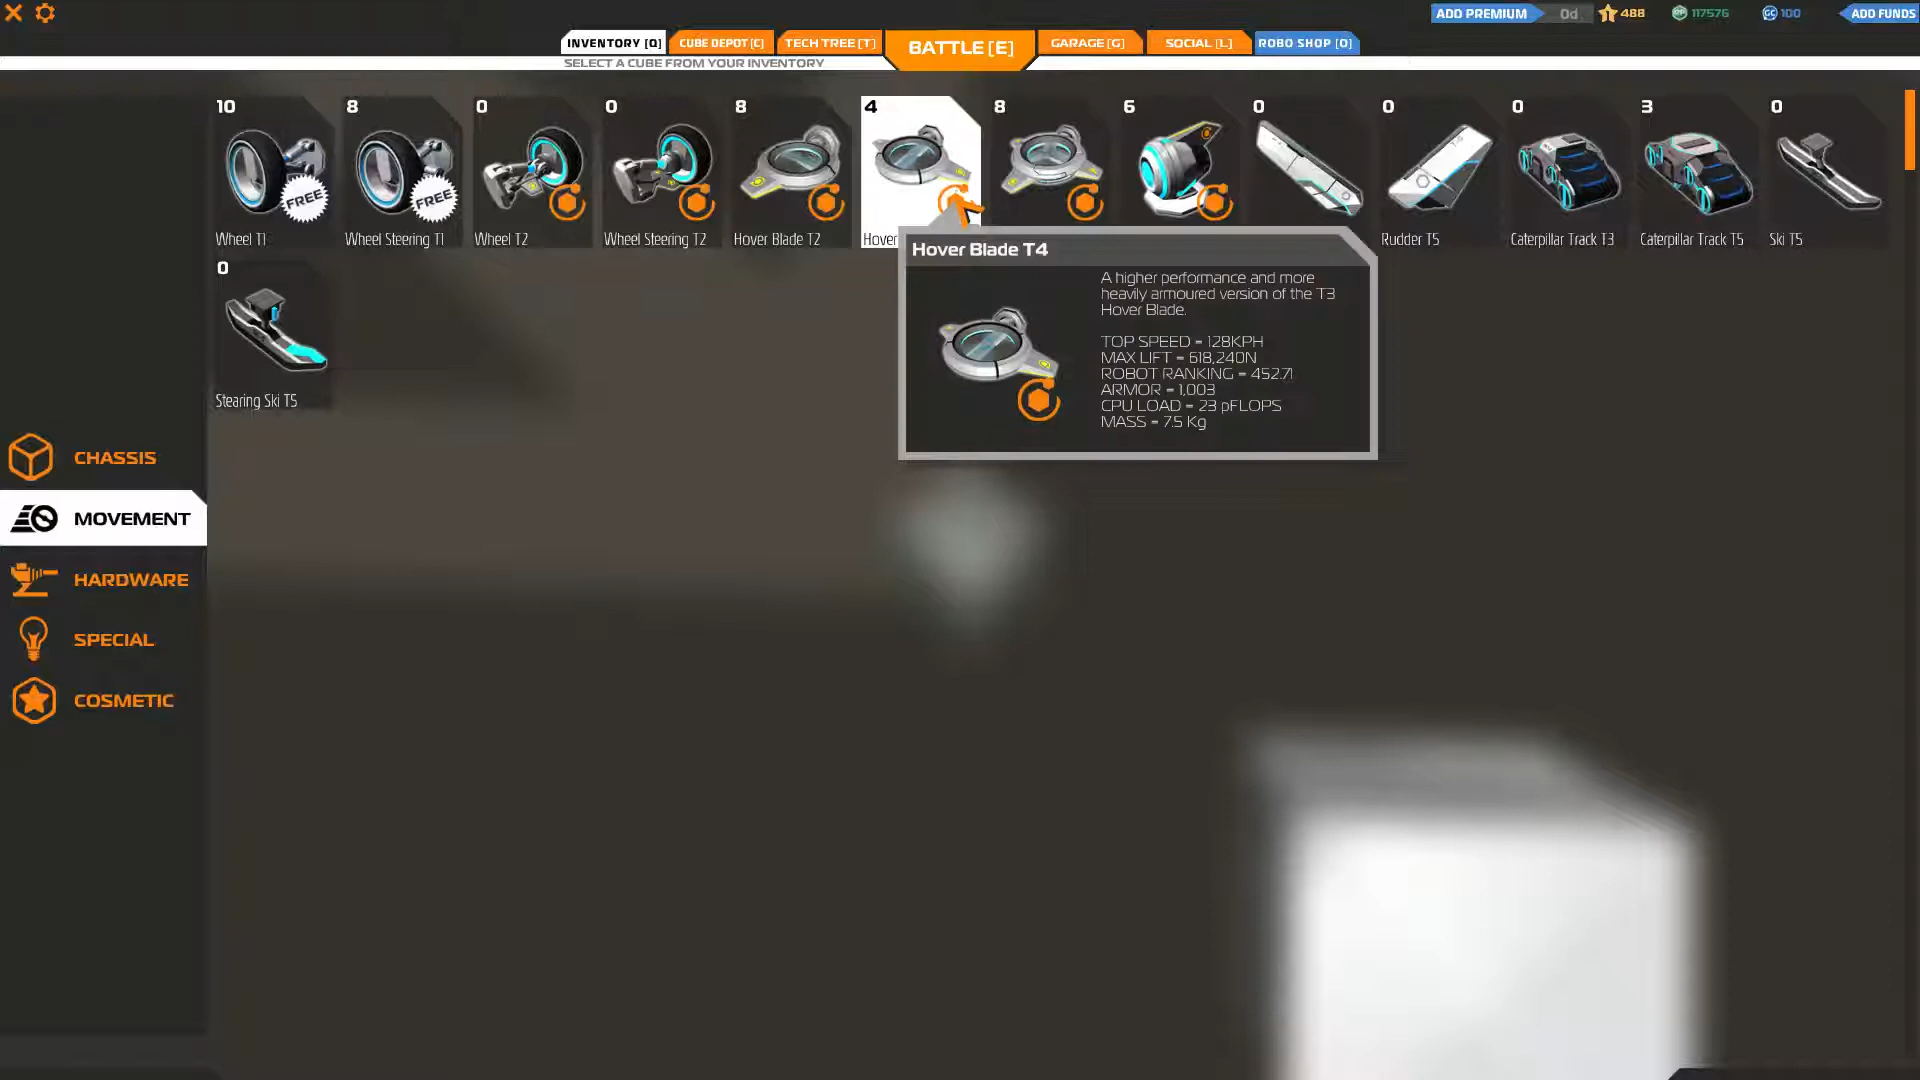 ADD PREMIUM 0d 488 RP 117576 GC 100 ADD FUNDS
INVENTORY [Q] CUBE DEPOT [C] TECH TREE [T] BATTLE [E] GARAGE [G] SOCIAL [L] ROBO SHOP [O]
SELECT A CUBE FROM YOUR INVENTORY
10 8 0 0 8 4 8 6 0 0 0 3 0
FREE FREE
Wheel T1 Wheel Steering T1 Wheel T2 Wheel Steering T2 Hover Blade T2 Hover Rudder T5 Caterpillar Track T3 Caterpillar Track T5 Ski T5
Hover Blade T4
A higher performance and more
heavily armoured version of the T3
Hover Blade.
TOP SPEED = 128KPH
MAX LIFT = 618,240N
ROBOT RANKING = 452.71
ARMOR = 1,003
CPU LOAD = 23 pFLOPS
MASS = 7.5 Kg
0
Stearing Ski T5
CHASSIS
MOVEMENT
HARDWARE
SPECIAL
COSMETIC